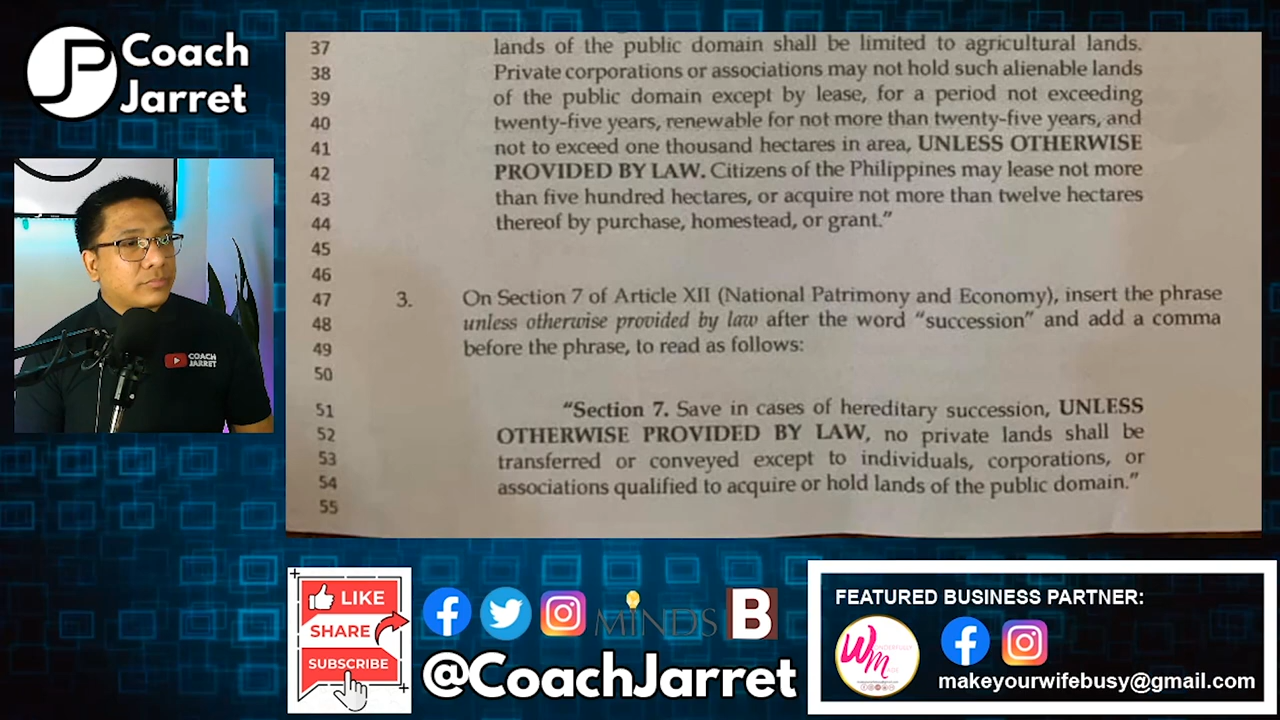 Coach
Jarret
37 lands of the public domain shall be limited to agricultural lands.
38 Private corporations or associations may not hold such alienable lands
39 of the public domain except by lease, for a period not exceeding
40 twenty-five years, renewable for not more than twenty-five years, and
41 not to exceed one thousand hectares in area, UNLESS OTHERWISE
42 PROVIDED BY LAW. Citizens of the Philippines may lease not more
43 than five hundred hectares, or acquire not more than twelve hectares
44 thereof by purchase, homestead, or grant.”
45
46
47 3. On Section 7 of Article XII (National Patrimony and Economy), insert the phrase
48 unless otherwise provided by law after the word “succession” and add a comma
49 before the phrase, to read as follows:
50
51 “Section 7. Save in cases of hereditary succession, UNLESS
52 OTHERWISE PROVIDED BY LAW, no private lands shall be
53 transferred or conveyed except to individuals, corporations, or
54 associations qualified to acquire or hold lands of the public domain.”
55
COACH
JARRET
LIKE
SHARE
SUBSCRIBE
MINDS
B
@CoachJarret
FEATURED BUSINESS PARTNER:
WM
makeyourwifebusy@gmail.com